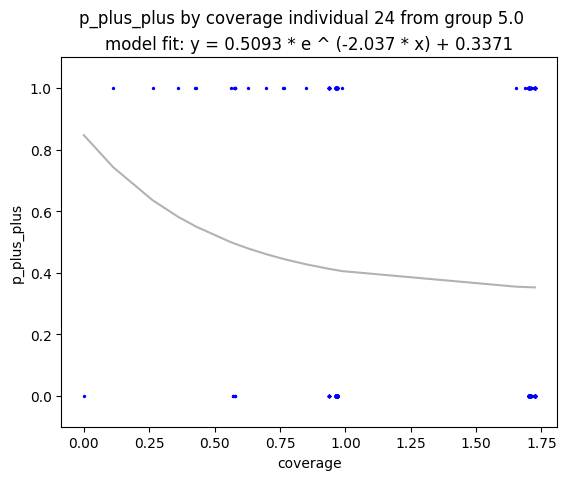 p_plus_plus by coverage individual 24 from group 5.0
model fit: y = 0.5093 * e ^ (-2.037 * x) + 0.3371
1.0
0.8
0.6
0.4
0.2
0.0
p_plus_plus
0.00 0.25 0.50 0.75 1.00 1.25 1.50 1.75
coverage